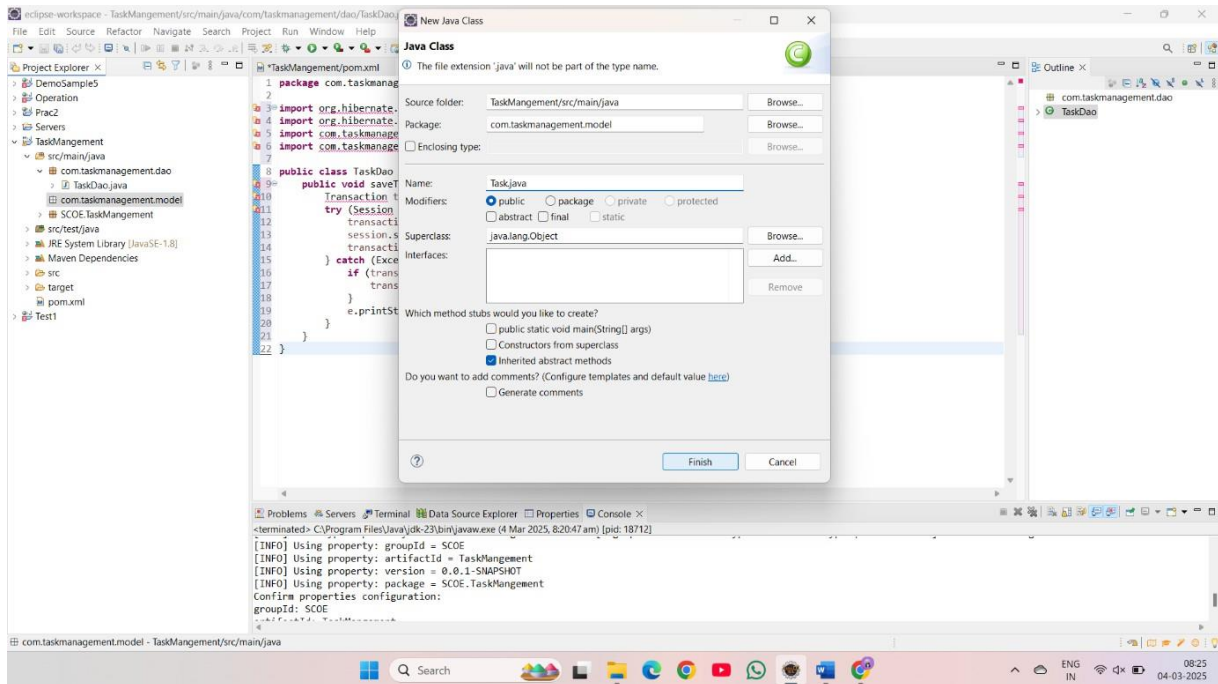 eclipse-workspace - TaskMangement/src/main/java/com/taskmanagement/dao/TaskDao.j
File Edit Source Refactor Navigate Search Project Run Window Help
Project Explorer
DemoSample5
Operation
Prac2
Servers
TaskMangement
src/main/java
com.taskmanagement.dao
TaskDao.java
com.taskmanagement.model
SCOE.TaskMangement
src/test/java
JRE System Library [JavaSE-1.8]
Maven Dependencies
src
target
pom.xml
Test1
*TaskMangement/pom.xml
1 package com.taskmanag
2
3 import org.hibernate.
4 import org.hibernate.
5 import com.taskmanage
6 import com.taskmanage
7
8 public class TaskDao
9 public void saveT
10 Transaction t
11 try (Session
12 transacti
13 session.s
14 transacti
15 } catch (Exce
16 if (trans
17 trans
18 }
19 e.printSt
20 }
21 }
22 }
New Java Class
Java Class
The file extension '.java' will not be part of the type name.
Source folder: TaskMangement/src/main/java Browse...
Package: com.taskmanagement.model Browse...
Enclosing type: Browse...
Name: Task.java
Modifiers: public package private protected
abstract final static
Superclass: java.lang.Object Browse...
Interfaces: Add...
Remove
Which method stubs would you like to create?
public static void main(String[] args)
Constructors from superclass
Inherited abstract methods
Do you want to add comments? (Configure templates and default value here)
Generate comments
Finish Cancel
Outline
com.taskmanagement.dao
TaskDao
Problems Servers Terminal Data Source Explorer Properties Console
<terminated> C:\Program Files\Java\jdk-23\bin\javaw.exe (4 Mar 2025, 8:20:47 am) [pid: 18712]
[INFO] Using property: groupId = SCOE
[INFO] Using property: artifactId = TaskMangement
[INFO] Using property: version = 0.0.1-SNAPSHOT
[INFO] Using property: package = SCOE.TaskMangement
Confirm properties configuration:
groupId: SCOE
com.taskmanagement.model - TaskMangement/src/main/java
Search
ENG
IN
08:25
04-03-2025